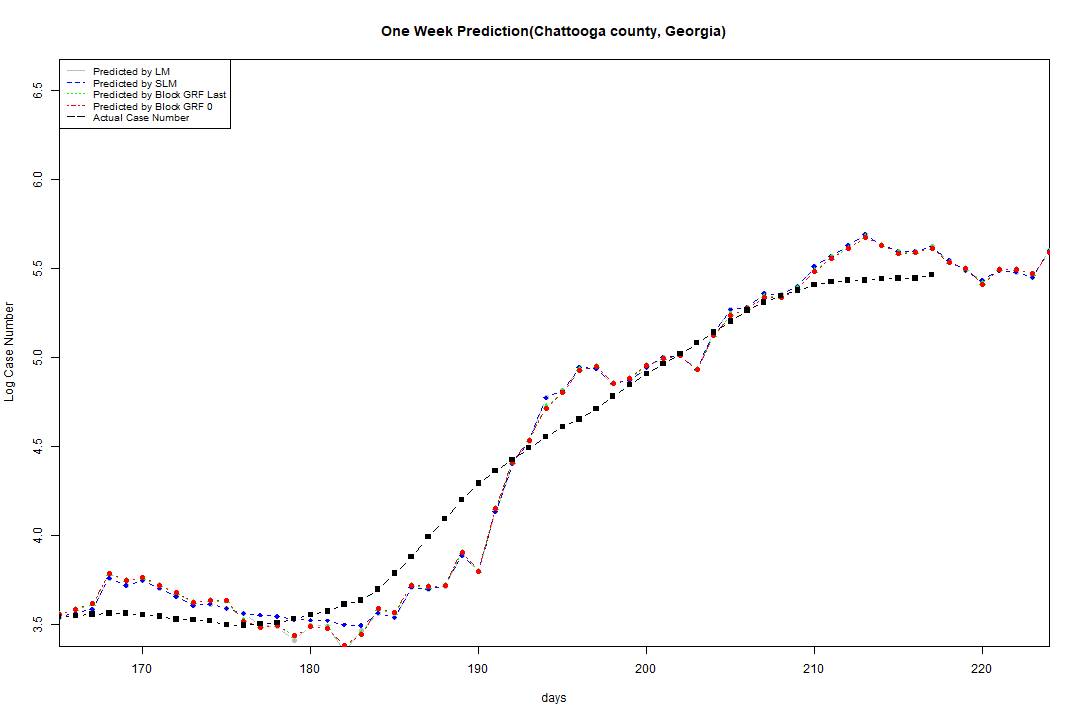 One Week Prediction(Chattooga county, Georgia)
Predicted by LM
Predicted by SLM
Predicted by Block GRF Last
Predicted by Block GRF 0
Actual Case Number
6.5
6.0
5.5
5.0
4.5
4.0
3.5
Log Case Number
170 180 190 200 210 220
days